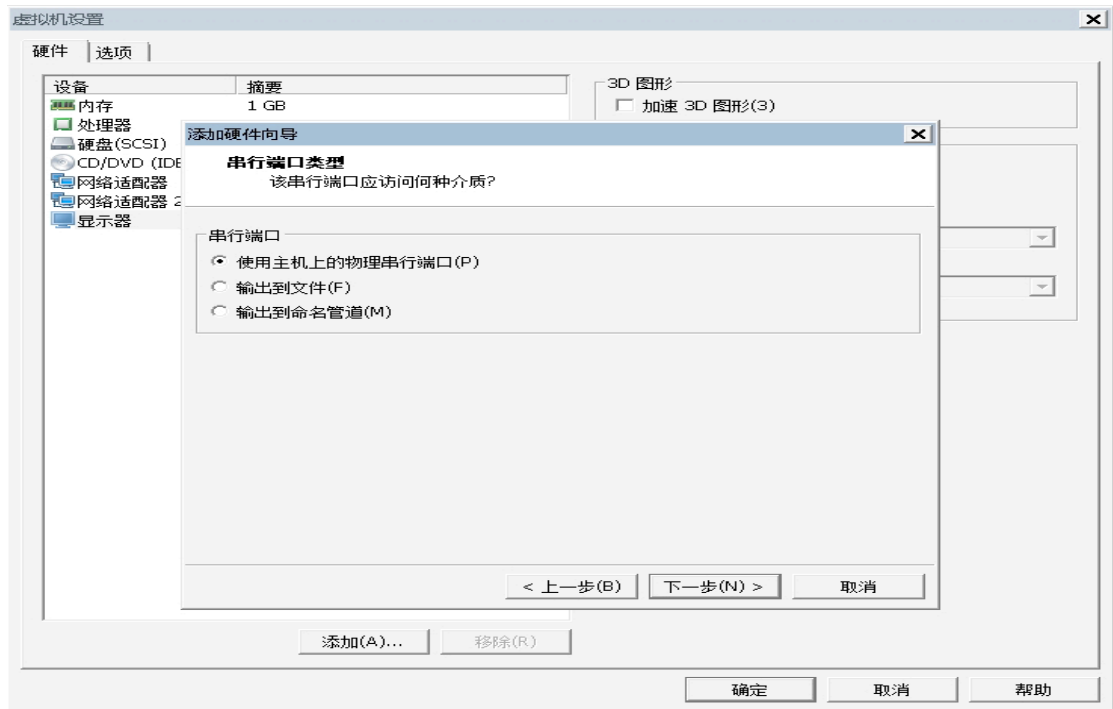 虚拟机设置
硬件 选项
设备 摘要
内存 1 GB
处理器
硬盘(SCSI)
CD/DVD (IDE
网络适配器
网络适配器 2
显示器
3D 图形
加速 3D 图形(3)
添加硬件向导
串行端口类型
该串行端口应访问何种介质?
串行端口
使用主机上的物理串行端口(P)
输出到文件(F)
输出到命名管道(M)
< 上一步(B) 下一步(N) > 取消
添加(A)... 移除(R)
确定 取消 帮助